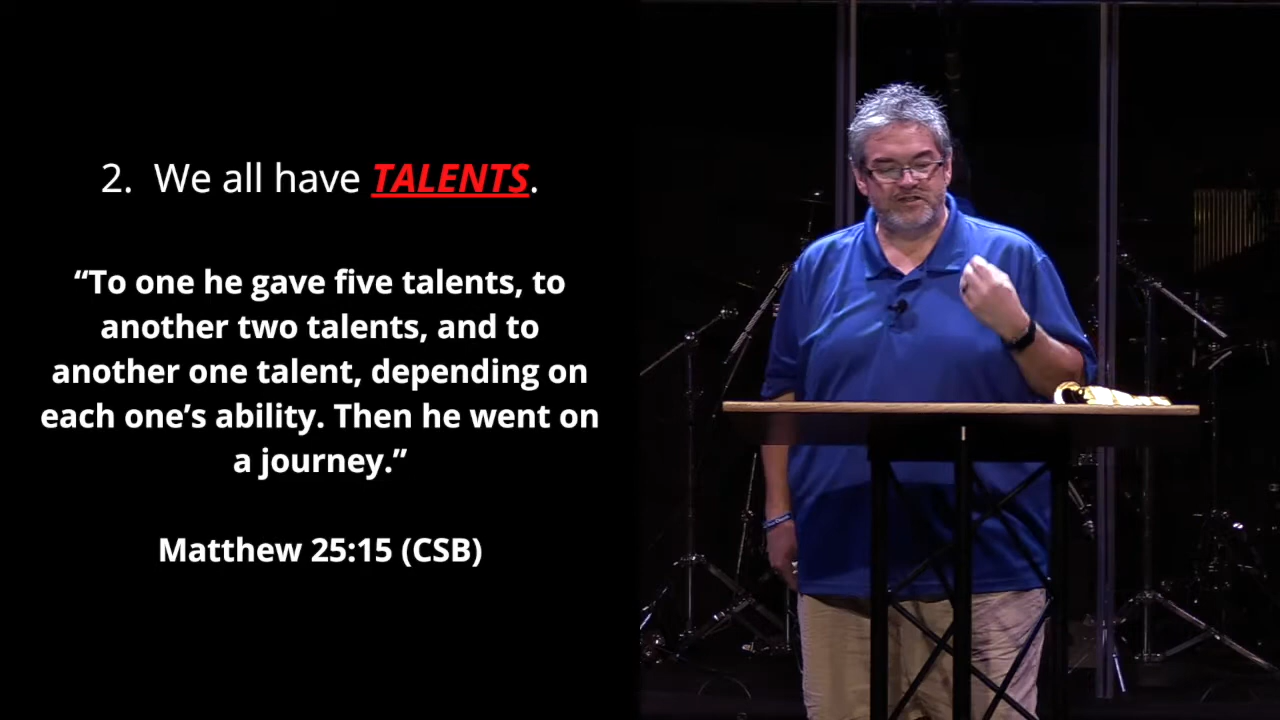 2. We all have TALENTS.
“To one he gave five talents, to
another two talents, and to
another one talent, depending on
each one’s ability. Then he went on
a journey.”
Matthew 25:15 (CSB)